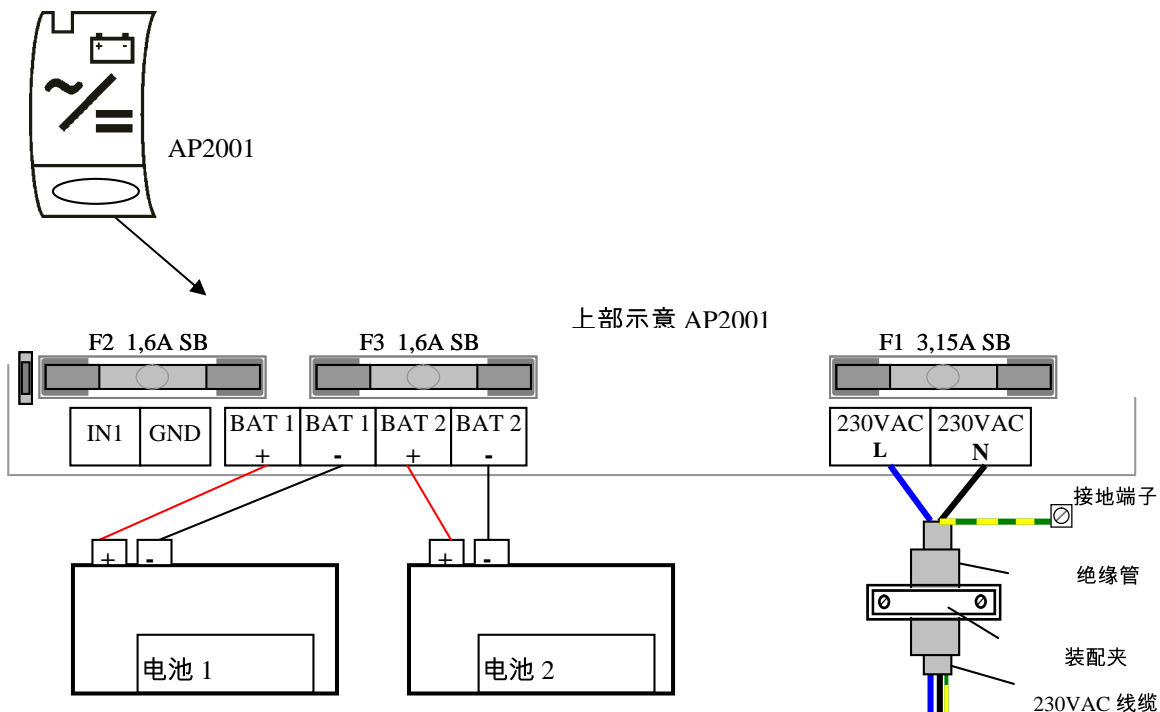 AP2001
上部示意 AP2001
F2 1,6A SB
F3 1,6A SB
F1 3,15A SB
IN1
GND
BAT 1
+
BAT 1
-
BAT 2
+
BAT 2
-
230VAC
L
230VAC
N
接地端子
绝缘管
装配夹
230VAC 线缆
+
-
电池 1
+
-
电池 2